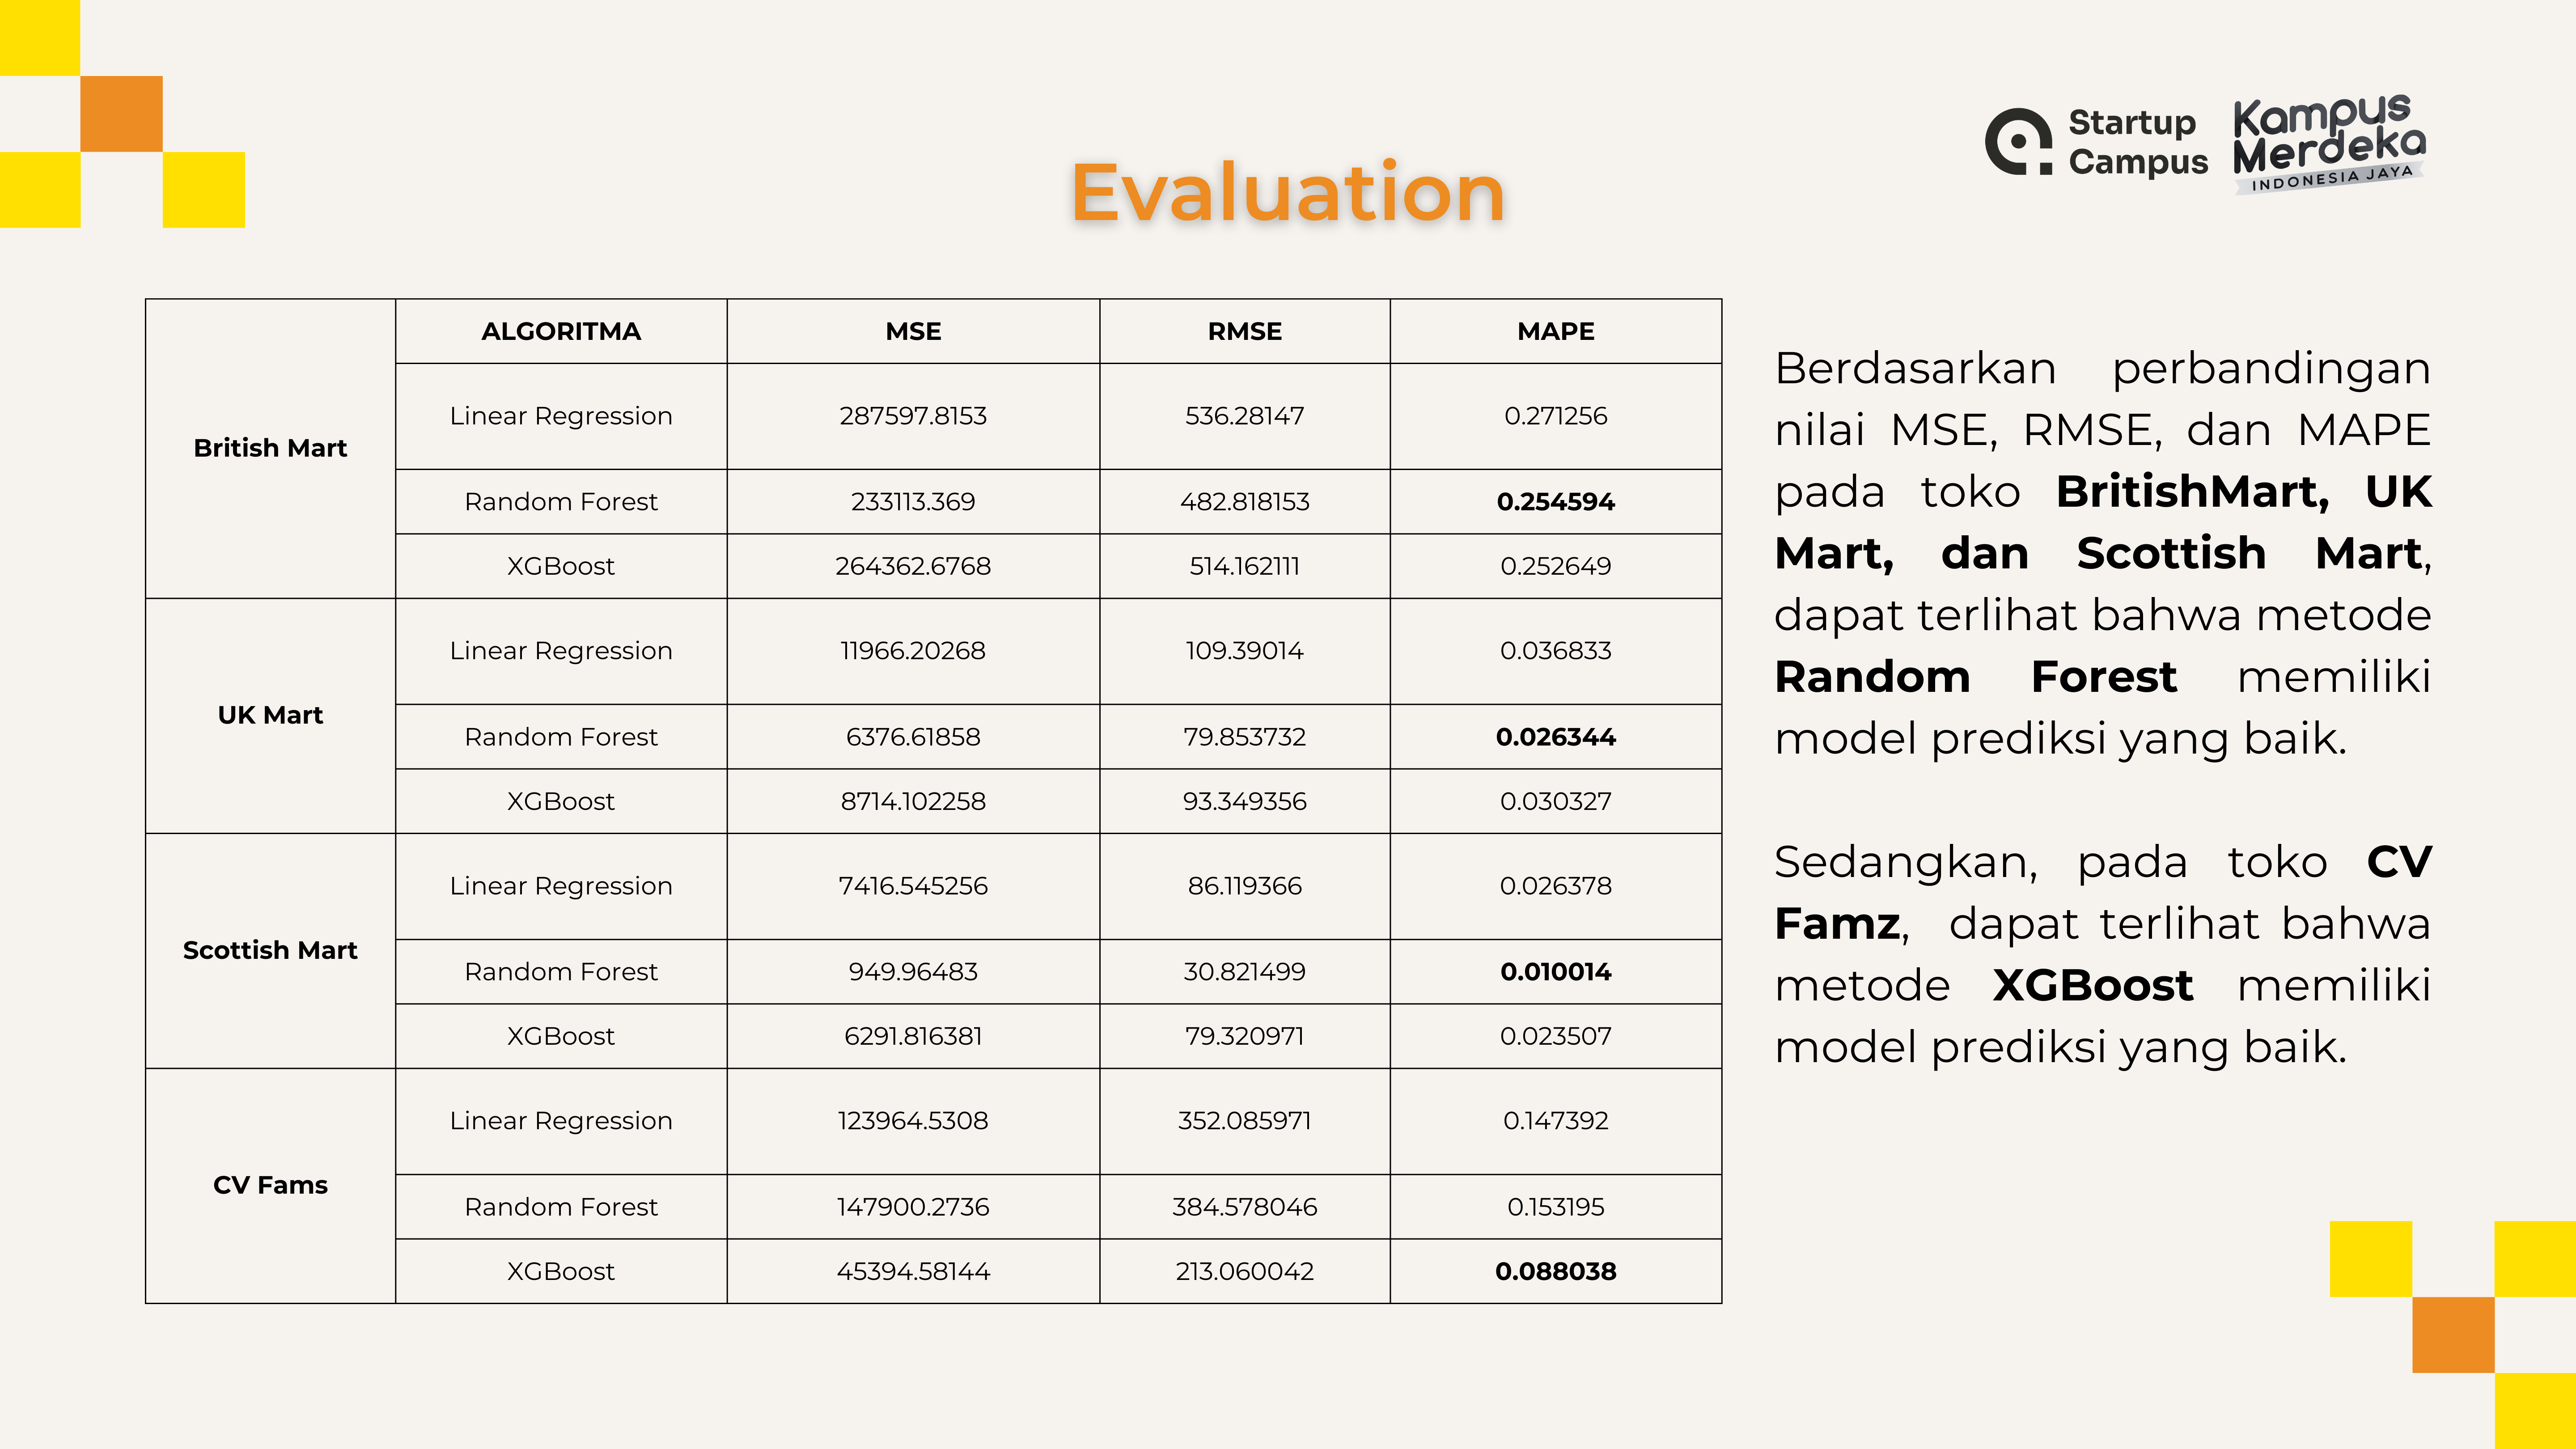 Startup
Campus
Kampus
Merdeka
INDONESIA JAYA
Evaluation
ALGORITMA MSE RMSE MAPE
British Mart
Linear Regression 287597.8153 536.28147 0.271256
Random Forest 233113.369 482.818153 0.254594
XGBoost 264362.6768 514.162111 0.252649
UK Mart
Linear Regression 11966.20268 109.39014 0.036833
Random Forest 6376.61858 79.853732 0.026344
XGBoost 8714.102258 93.349356 0.030327
Scottish Mart
Linear Regression 7416.545256 86.119366 0.026378
Random Forest 949.96483 30.821499 0.010014
XGBoost 6291.816381 79.320971 0.023507
CV Fams
Linear Regression 123964.5308 352.085971 0.147392
Random Forest 147900.2736 384.578046 0.153195
XGBoost 45394.58144 213.060042 0.088038
Berdasarkan perbandingan
nilai MSE, RMSE, dan MAPE
pada toko BritishMart, UK
Mart, dan Scottish Mart,
dapat terlihat bahwa metode
Random Forest memiliki
model prediksi yang baik.
Sedangkan, pada toko CV
Famz, dapat terlihat bahwa
metode XGBoost memiliki
model prediksi yang baik.